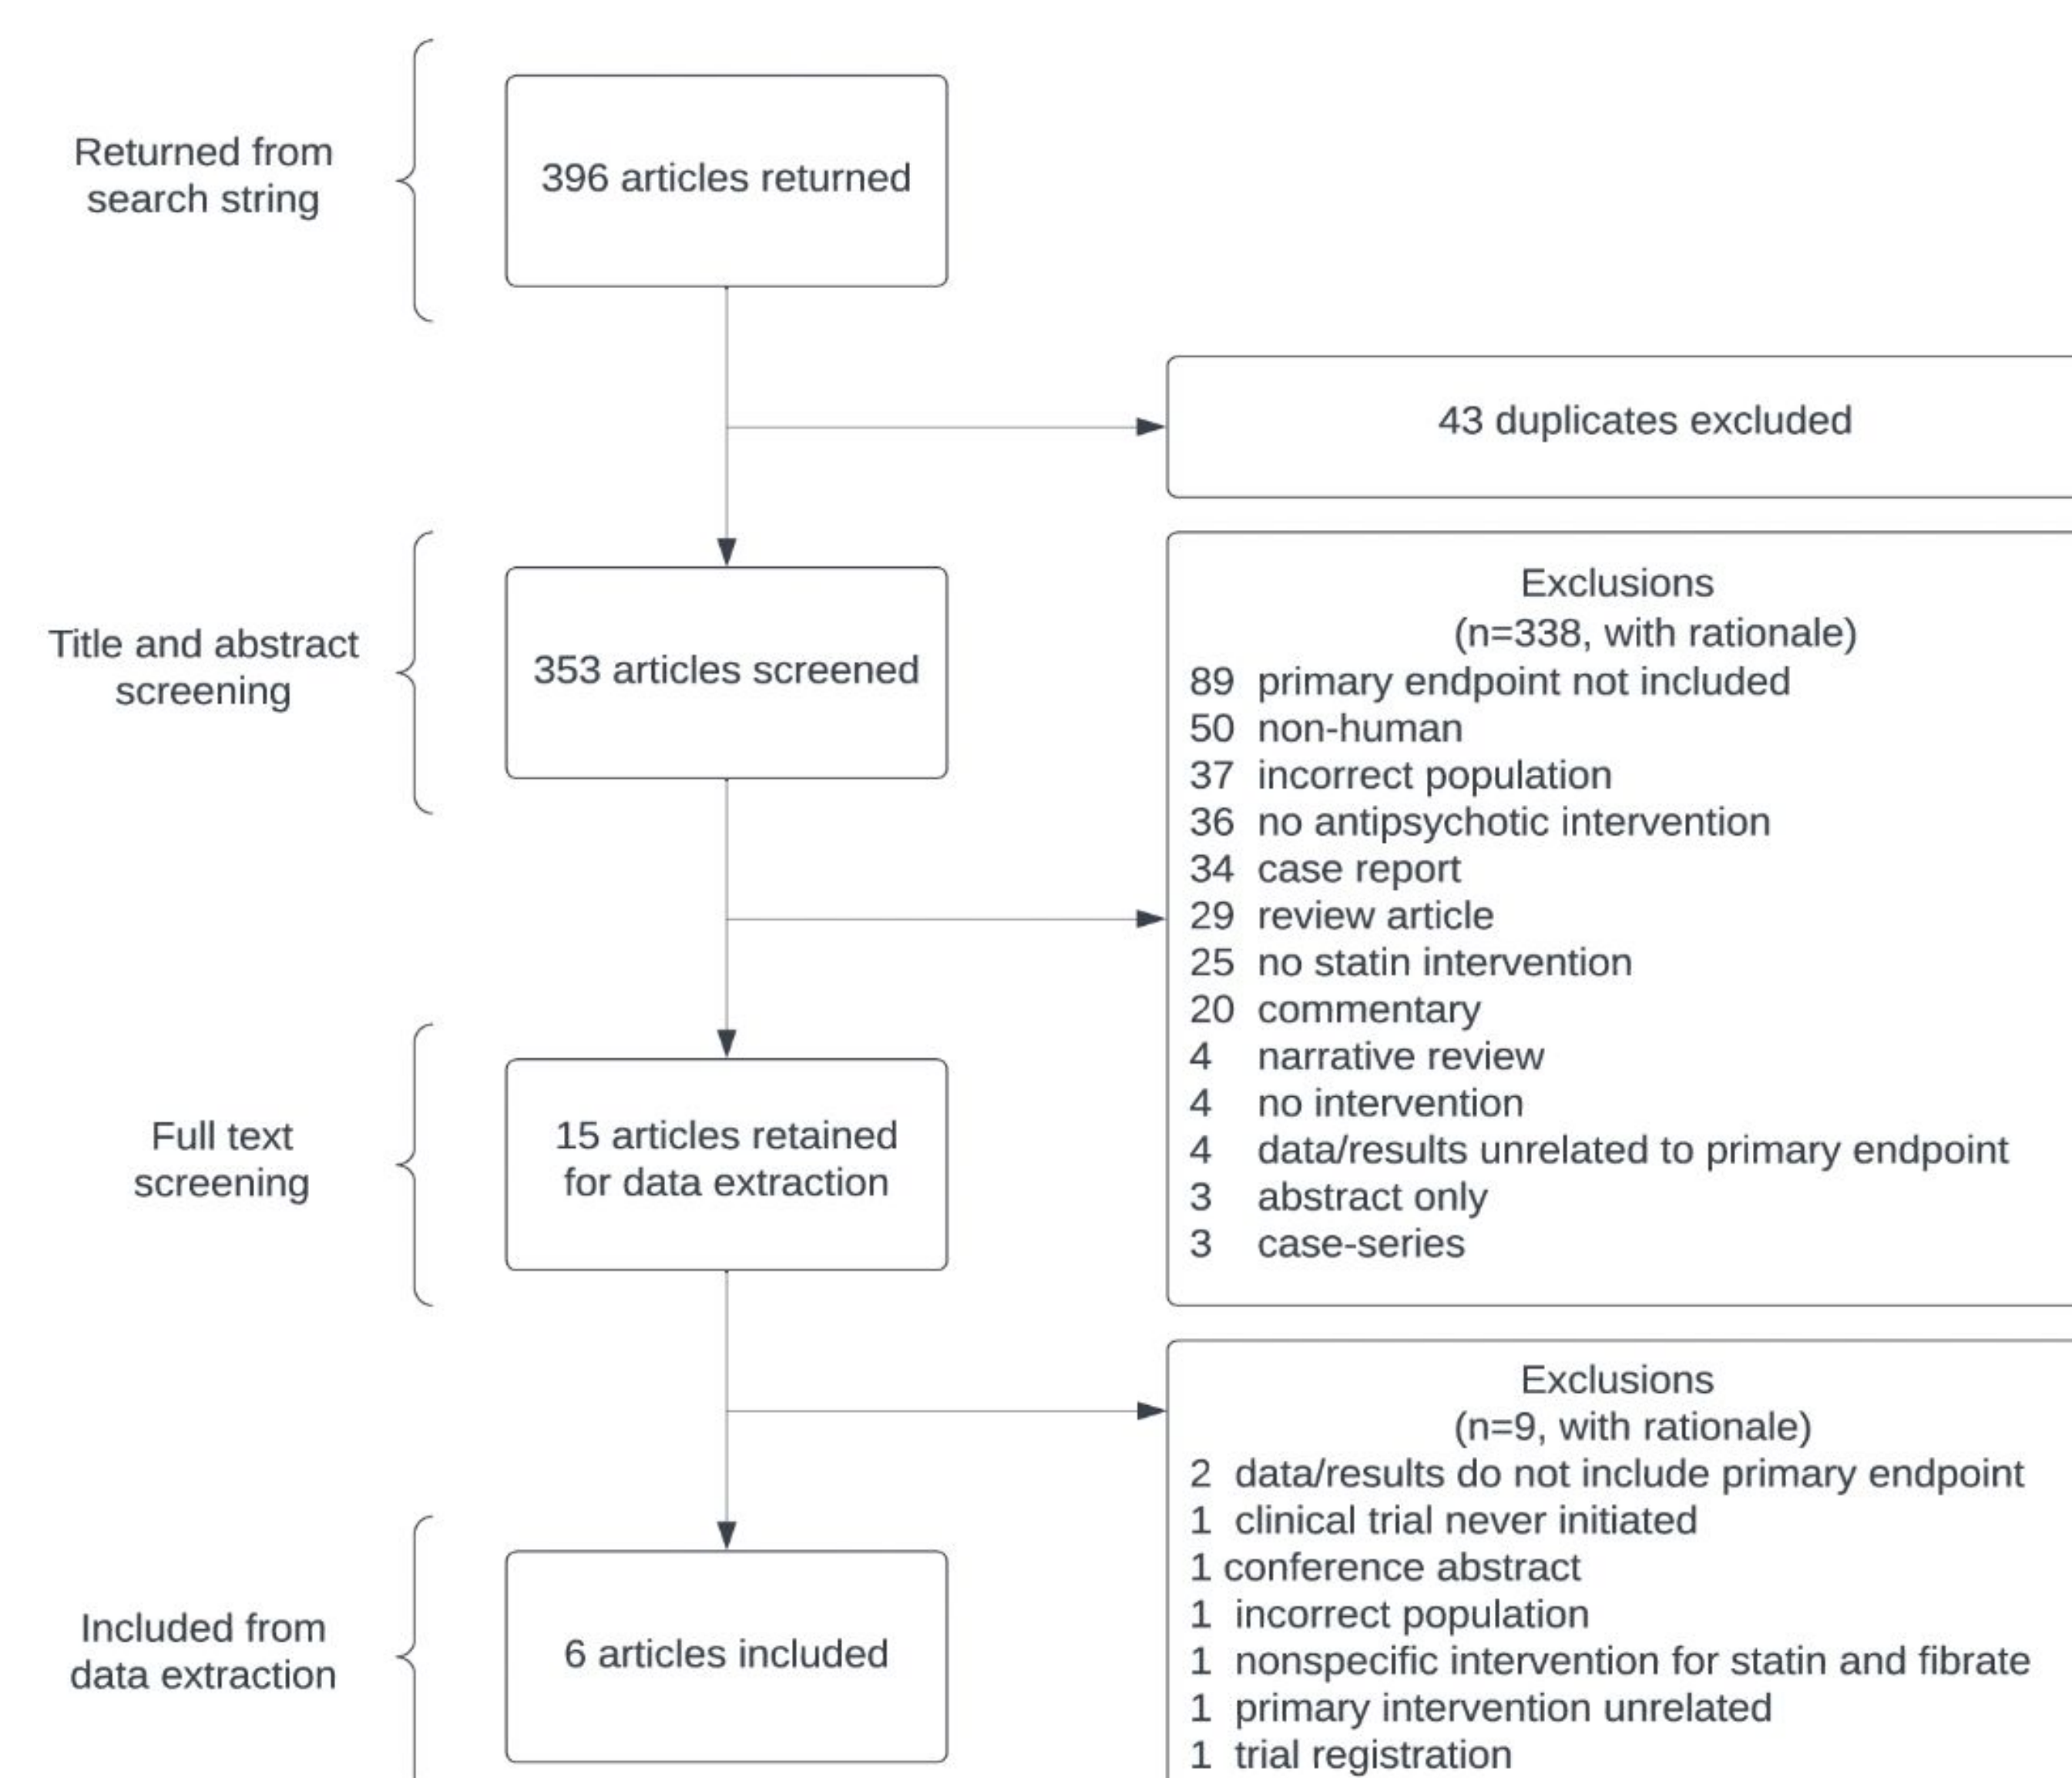 Returned from
search string
396 articles returned
43 duplicates excluded
Title and abstract
screening
353 articles screened
Exclusions
(n=338, with rationale)
89 primary endpoint not included
50 non-human
37 incorrect population
36 no antipsychotic intervention
34 case report
29 review article
25 no statin intervention
20 commentary
4 narrative review
4 no intervention
4 data/results unrelated to primary endpoint
3 abstract only
3 case-series
Full text
screening
15 articles retained
for data extraction
Exclusions
(n=9, with rationale)
2 data/results do not include primary endpoint
1 clinical trial never initiated
1 conference abstract
1 incorrect population
1 nonspecific intervention for statin and fibrate
1 primary intervention unrelated
1 trial registration
Included from
data extraction
6 articles included